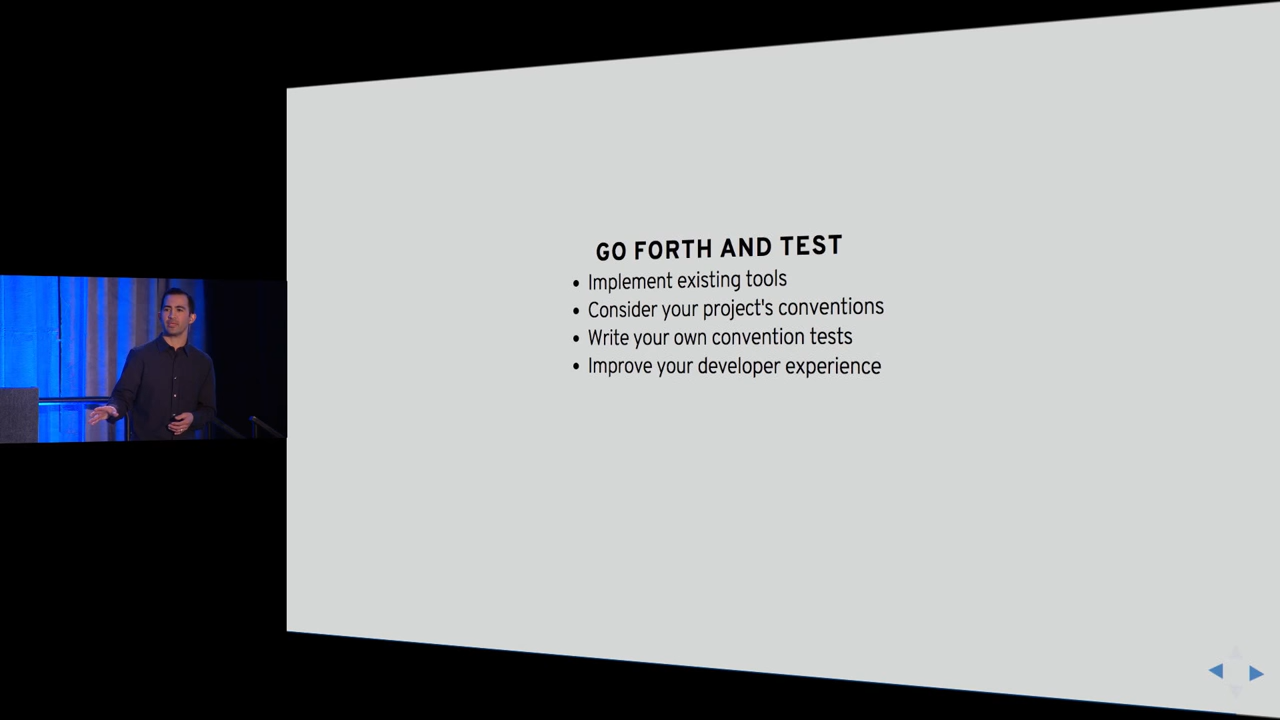 GO FORTH AND TEST
• Implement existing tools
• Consider your project's conventions
• Write your own convention tests
• Improve your developer experience